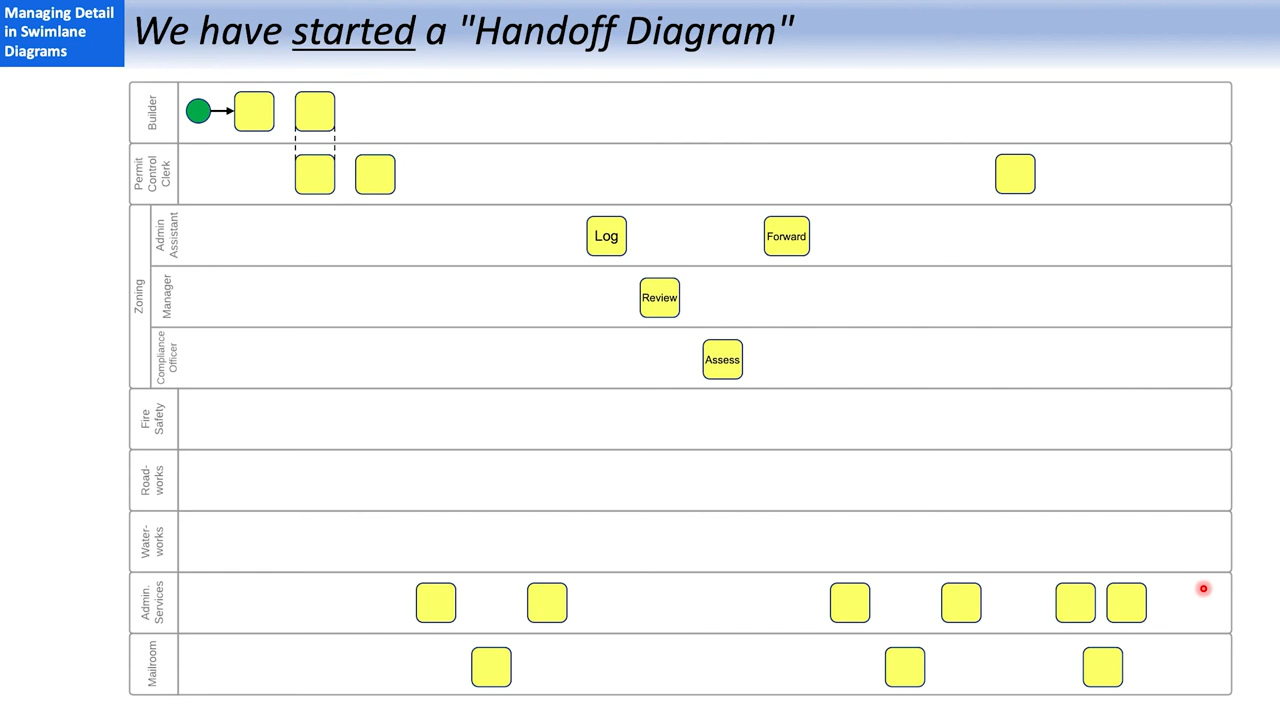 Managing Detail
in Swimlane
Diagrams
We have started a "Handoff Diagram"
Builder
Permit
Control
Clerk
Zoning
Admin
Assistant
Log
Forward
Manager
Review
Compliance
Officer
Assess
Fire
Safety
Road-
works
Water-
works
Admin.
Services
Mailroom